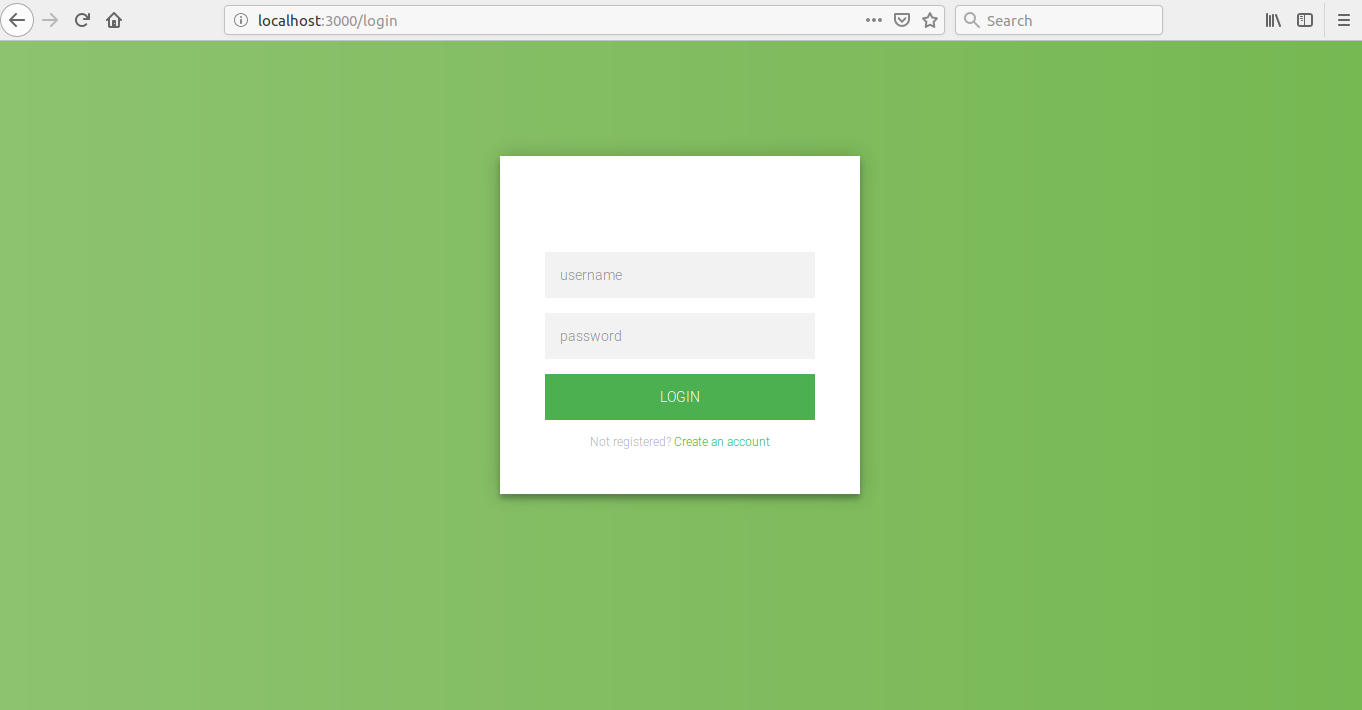 localhost:3000/login
Search
username
password
LOGIN
Not registered? Create an account